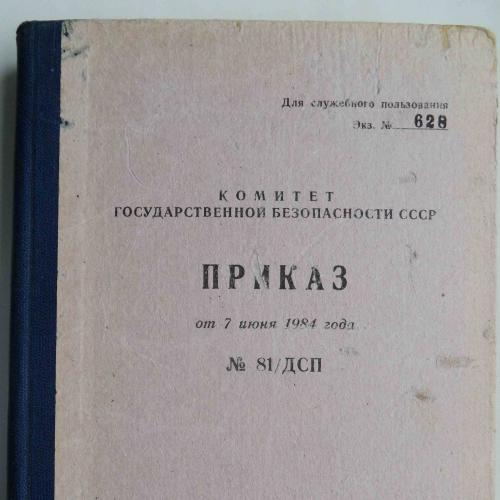 Для служебного пользования
Экз. № 628
КОМИТЕТ
ГОСУДАРСТВЕННОЙ БЕЗОПАСНОСТИ СССР
ПРИКАЗ
от 7 июня 1984 года
№ 81/ДСП